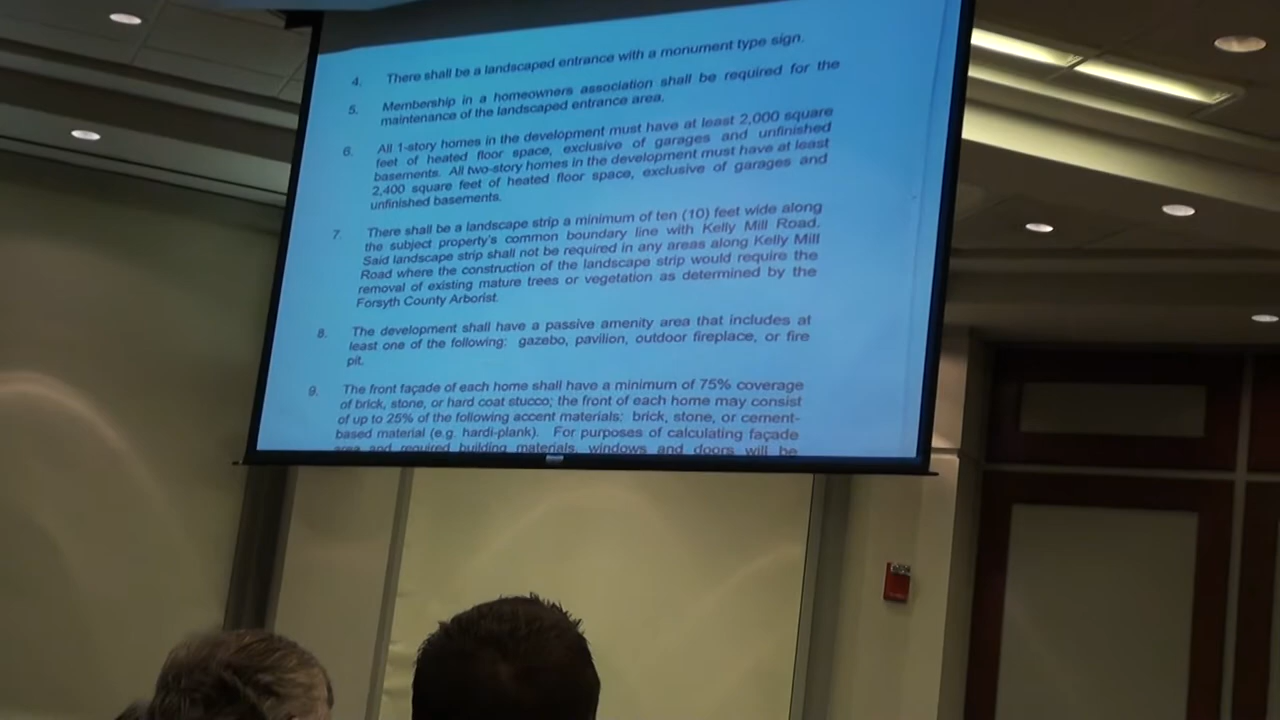 4. There shall be a landscaped entrance with a monument type sign.
5. Membership in a homeowners association shall be required for the
maintenance of the landscaped entrance area.
6. All 1-story homes in the development must have at least 2,000 square
feet of heated floor space, exclusive of garages and unfinished
basements. All two-story homes in the development must have at least
2,400 square feet of heated floor space, exclusive of garages and
unfinished basements.
7. There shall be a landscape strip a minimum of ten (10) feet wide along
the subject property's common boundary line with Kelly Mill Road.
Said landscape strip shall not be required in any areas along Kelly Mill
Road where the construction of the landscape strip would require the
removal of existing mature trees or vegetation as determined by the
Forsyth County Arborist.
8. The development shall have a passive amenity area that includes at
least one of the following: gazebo, pavilion, outdoor fireplace, or fire
pit.
9. The front façade of each home shall have a minimum of 75% coverage
of brick, stone, or hard coat stucco; the front of each home may consist
of up to 25% of the following accent materials: brick, stone, or cement-
based material (e.g. hardi-plank). For purposes of calculating façade
area and required building materials, windows and doors will be